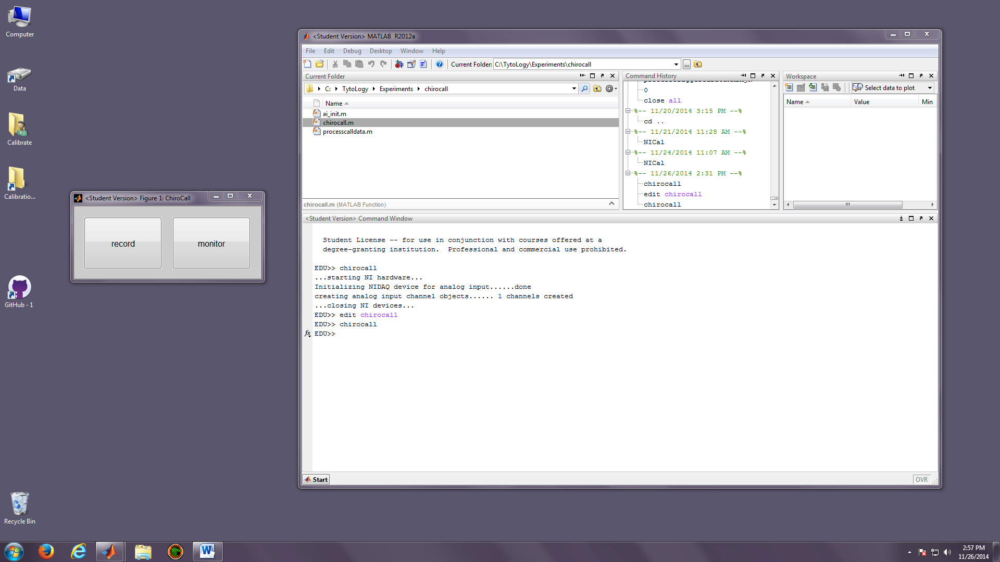 Computer
Data
Calibrate
Calibratio...
GitHub - 1
Recycle Bin
<Student Version> Figure 1: ChiroCall
record
monitor
<Student Version> MATLAB R2012a
File Edit Debug Desktop Window Help
Current Folder: C:\TytoLogy\Experiments\chirocall
Current Folder
C: TytoLogy Experiments chirocall
Name
ai_init.m
chirocall.m
processcalldata.m
chirocall.m (MATLAB Function)
Command History
0
close all
%-- 11/20/2014 3:15 PM --%
cd ..
%-- 11/21/2014 11:28 AM --%
NICal
%-- 11/24/2014 11:07 AM --%
NICal
%-- 11/26/2014 2:31 PM --%
chirocall
edit chirocall
chirocall
Workspace
Select data to plot
Name Value Min
<Student Version> Command Window
Student License -- for use in conjunction with courses offered at a
degree-granting institution. Professional and commercial use prohibited.
EDU>> chirocall
...starting NI hardware...
Initializing NIDAQ device for analog input......done
creating analog input channel objects...... 1 channels created
...closing NI devices...
EDU>> edit chirocall
EDU>> chirocall
fx EDU>>
Start
OVR
2:57 PM
11/26/2014